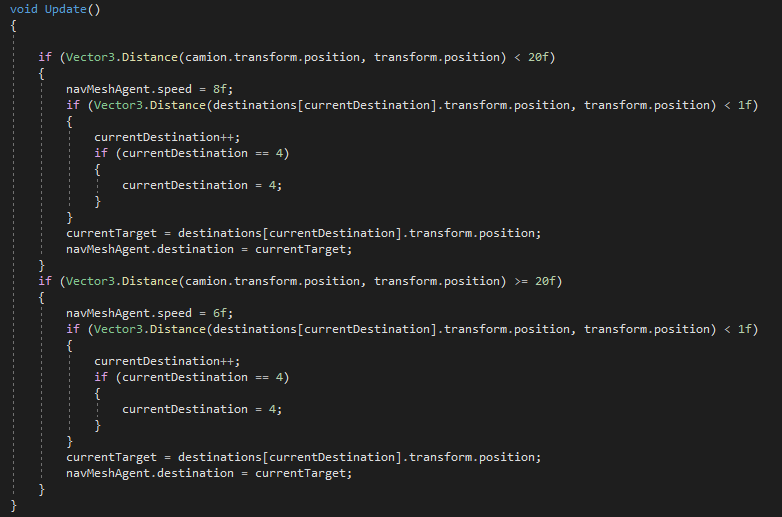 void Update()
{
if (Vector3.Distance(camion.transform.position, transform.position) < 20f)
{
navMeshAgent.speed = 8f;
if (Vector3.Distance(destinations[currentDestination].transform.position, transform.position) < 1f)
{
currentDestination++;
if (currentDestination == 4)
{
currentDestination = 4;
}
}
currentTarget = destinations[currentDestination].transform.position;
navMeshAgent.destination = currentTarget;
}
if (Vector3.Distance(camion.transform.position, transform.position) >= 20f)
{
navMeshAgent.speed = 6f;
if (Vector3.Distance(destinations[currentDestination].transform.position, transform.position) < 1f)
{
currentDestination++;
if (currentDestination == 4)
{
currentDestination = 4;
}
}
currentTarget = destinations[currentDestination].transform.position;
navMeshAgent.destination = currentTarget;
}
}